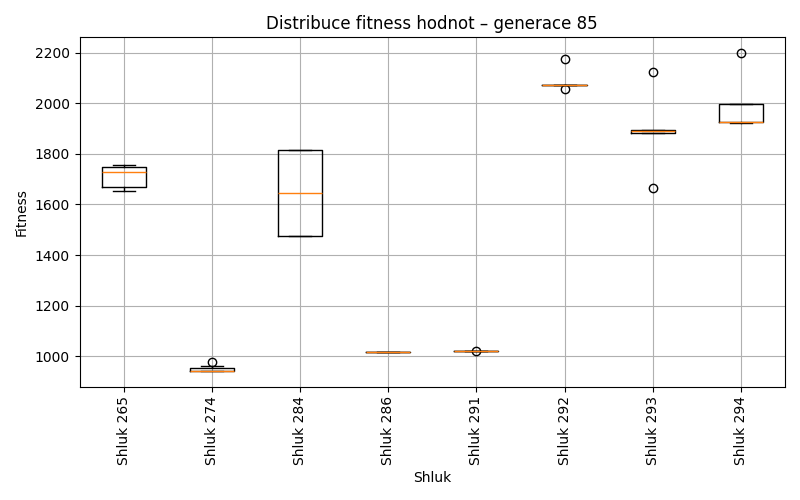 Distribuce fitness hodnot – generace 85
Fitness
2200
2000
1800
1600
1400
1200
1000
Shluk 265
Shluk 274
Shluk 284
Shluk 286
Shluk 291
Shluk 292
Shluk 293
Shluk 294
Shluk